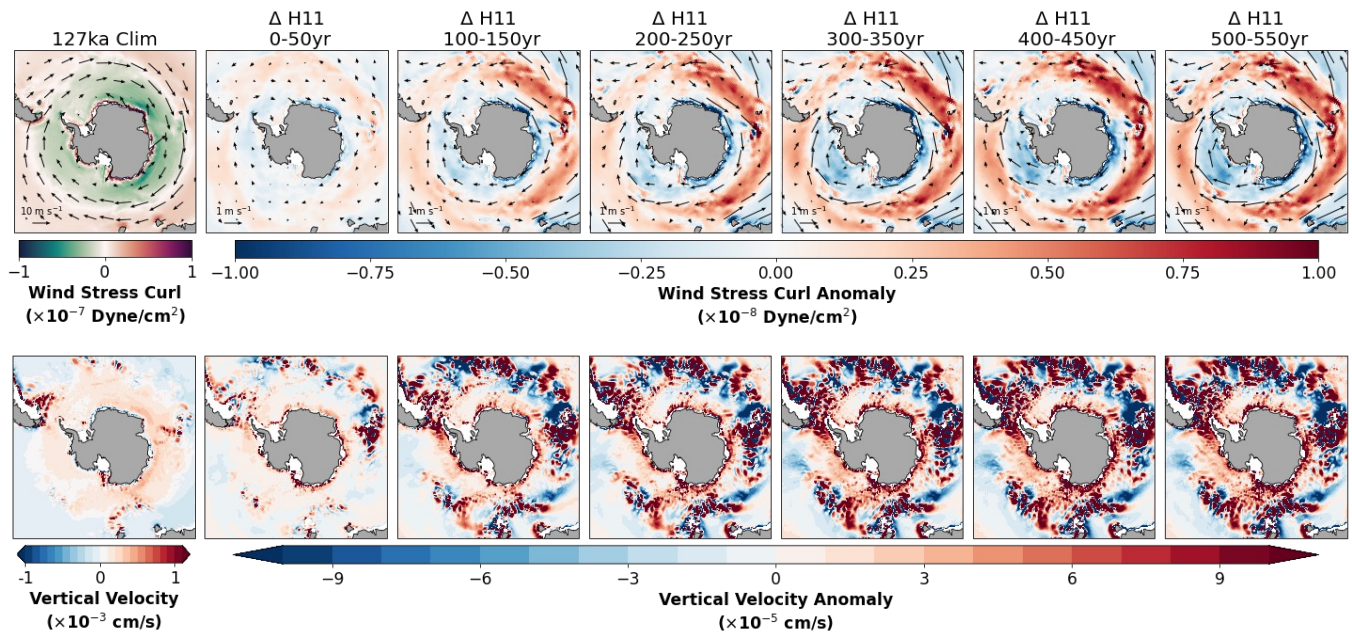 127ka Clim
Δ H11
0-50yr
Δ H11
100-150yr
Δ H11
200-250yr
Δ H11
300-350yr
Δ H11
400-450yr
Δ H11
500-550yr
10 m s⁻¹
1 m s⁻¹
1 m s⁻¹
1 m s⁻¹
1 m s⁻¹
1 m s⁻¹
1 m s⁻¹
−1 0 1
Wind Stress Curl
(×10⁻⁷ Dyne/cm²)
−1.00 −0.75 −0.50 −0.25 0.00 0.25 0.50 0.75 1.00
Wind Stress Curl Anomaly
(×10⁻⁸ Dyne/cm²)
-1 0 1
Vertical Velocity
(×10⁻³ cm/s)
−9 −6 −3 0 3 6 9
Vertical Velocity Anomaly
(×10⁻⁵ cm/s)